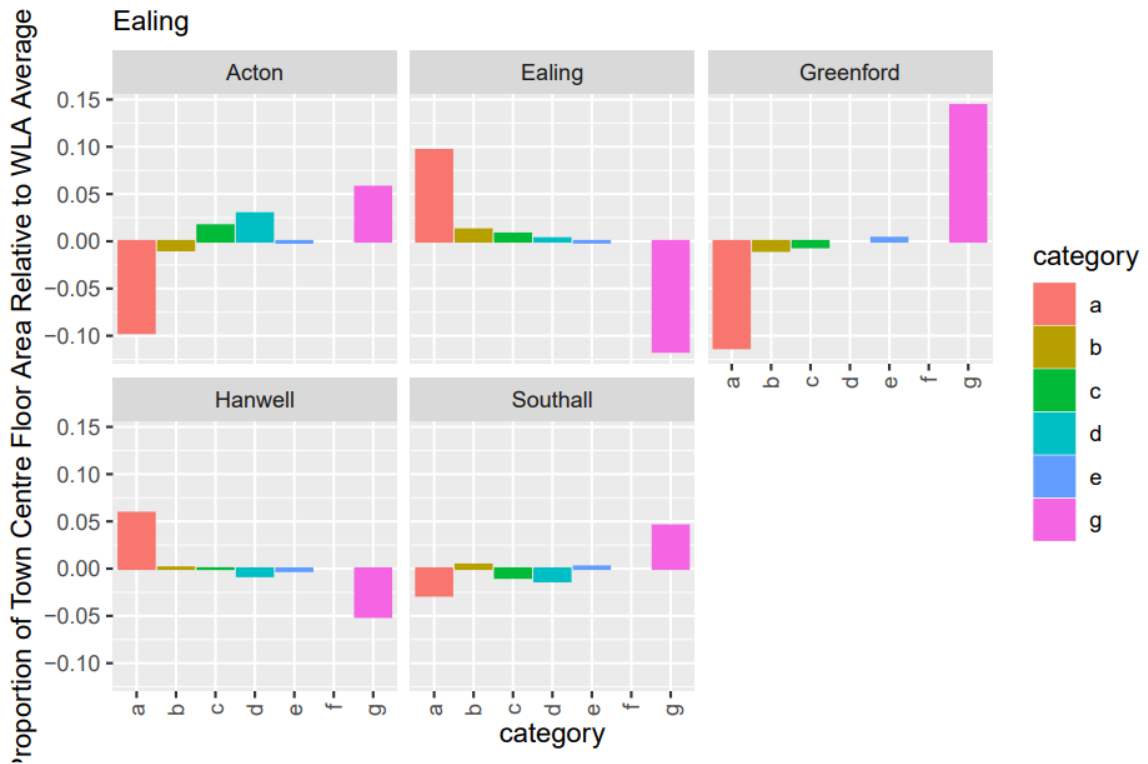 Ealing
Proportion of Town Centre Floor Area Relative to WLA Average
Acton
Ealing
Greenford
0.15
0.10
0.05
0.00
−0.05
−0.10
a b c d e f g
Hanwell
Southall
0.15
0.10
0.05
0.00
−0.05
−0.10
a b c d e f g
a b c d e f g
category
category
a
b
c
d
e
g